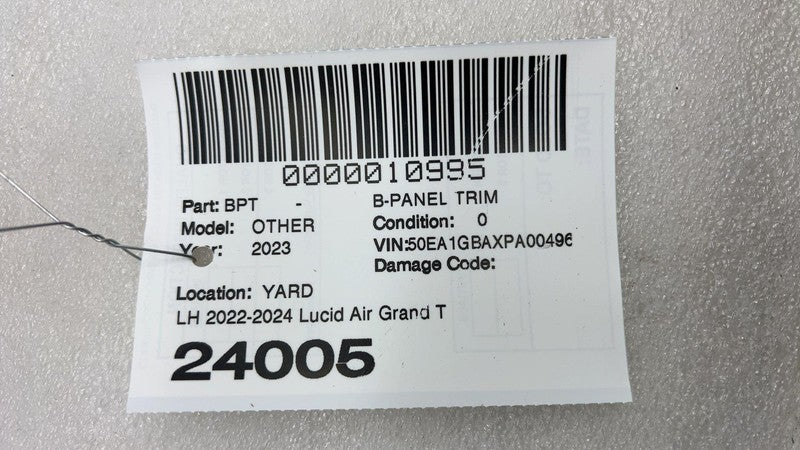 0000010995
Part: BPT - B-PANEL TRIM
Model: OTHER Condition: 0
Year: 2023 VIN:50EA1GBAXPA00496
Damage Code:
Location: YARD
LH 2022-2024 Lucid Air Grand T
24005